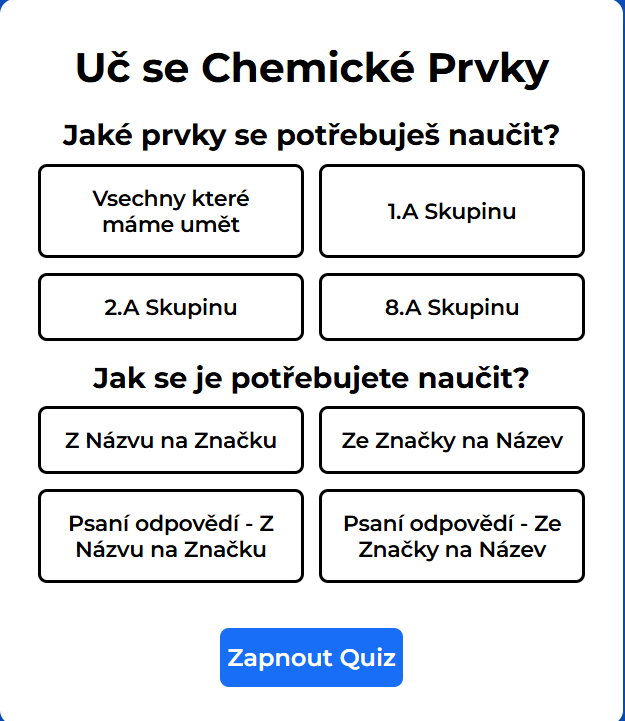 Uč se Chemické Prvky
Jaké prvky se potřebuješ naučit?
Vsechny které
máme umět
1.A Skupinu
2.A Skupinu
8.A Skupinu
Jak se je potřebujete naučit?
Z Názvu na Značku
Ze Značky na Název
Psaní odpovědí - Z
Názvu na Značku
Psaní odpovědí - Ze
Značky na Název
Zapnout Quiz